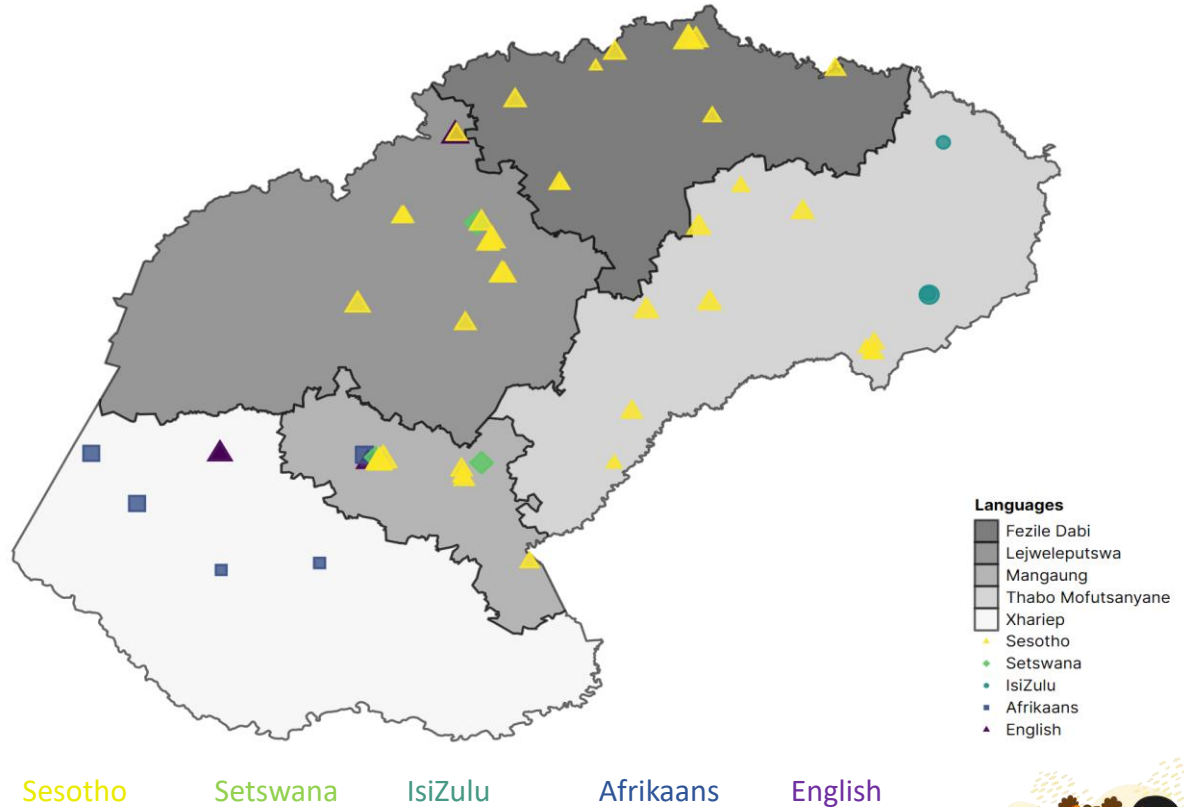 Languages
Fezile Dabi
Lejweleputswa
Mangaung
Thabo Mofutsanyane
Xhariep
Sesotho
Setswana
IsiZulu
Afrikaans
English
Sesotho Setswana IsiZulu Afrikaans English